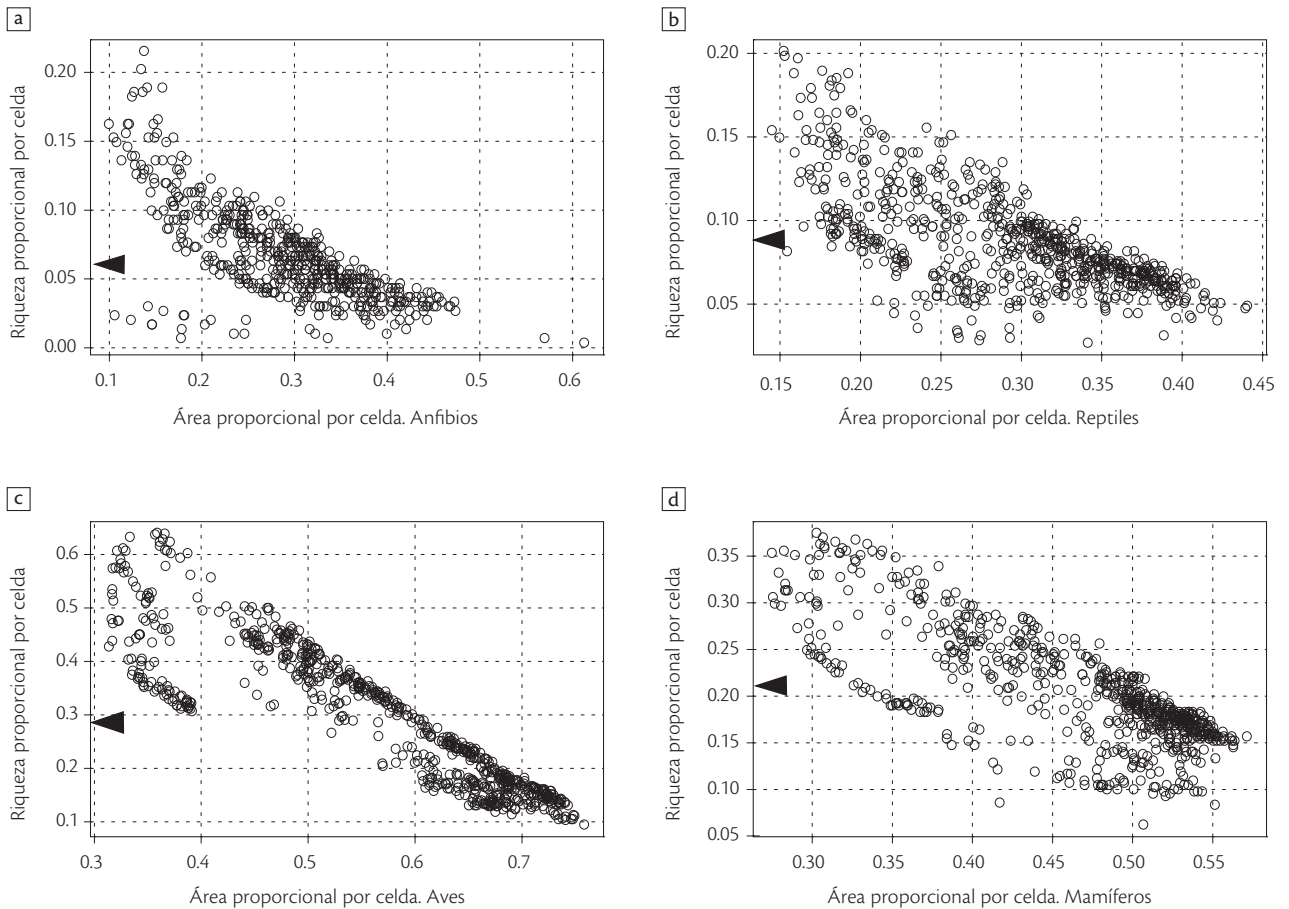 a
Riqueza proporcional por celda
0.20
0.15
0.10
0.05
0.00
0.1 0.2 0.3 0.4 0.5 0.6
Área proporcional por celda. Anfibios
b
Riqueza proporcional por celda
0.20
0.15
0.10
0.05
0.15 0.20 0.25 0.30 0.35 0.40 0.45
Área proporcional por celda. Reptiles
c
Riqueza proporcional por celda
0.6
0.5
0.4
0.3
0.2
0.1
0.3 0.4 0.5 0.6 0.7
Área proporcional por celda. Aves
d
Riqueza proporcional por celda
0.35
0.30
0.25
0.20
0.15
0.10
0.05
0.30 0.35 0.40 0.45 0.50 0.55
Área proporcional por celda. Mamíferos